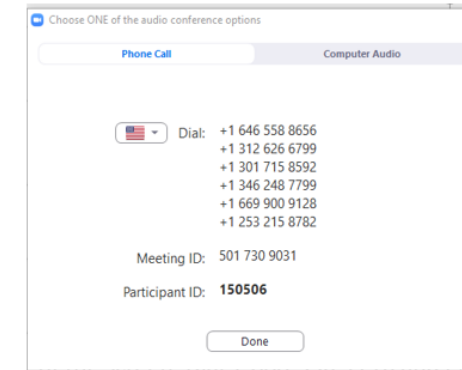 Choose ONE of the audio conference options
Phone Call Computer Audio
Dial: +1 646 558 8656
+1 312 626 6799
+1 301 715 8592
+1 346 248 7799
+1 669 900 9128
+1 253 215 8782
Meeting ID: 501 730 9031
Participant ID: 150506
Done